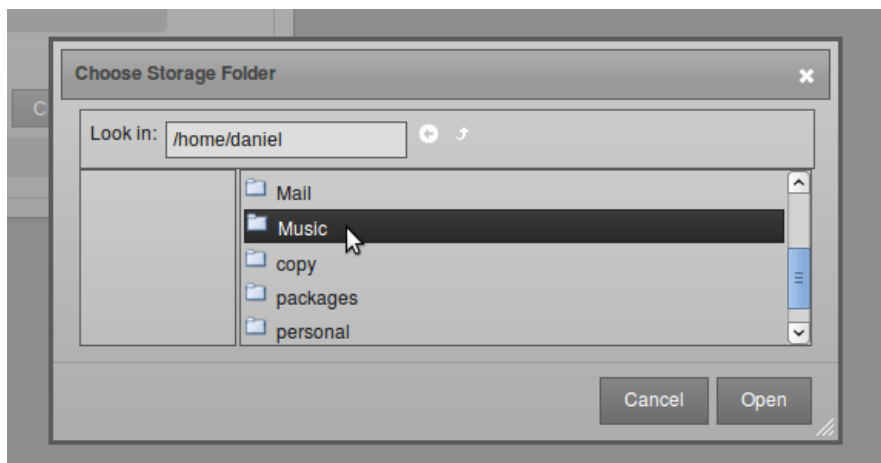 Choose Storage Folder
C
Look in: /home/daniel
Mail
Music
copy
packages
personal
Cancel Open